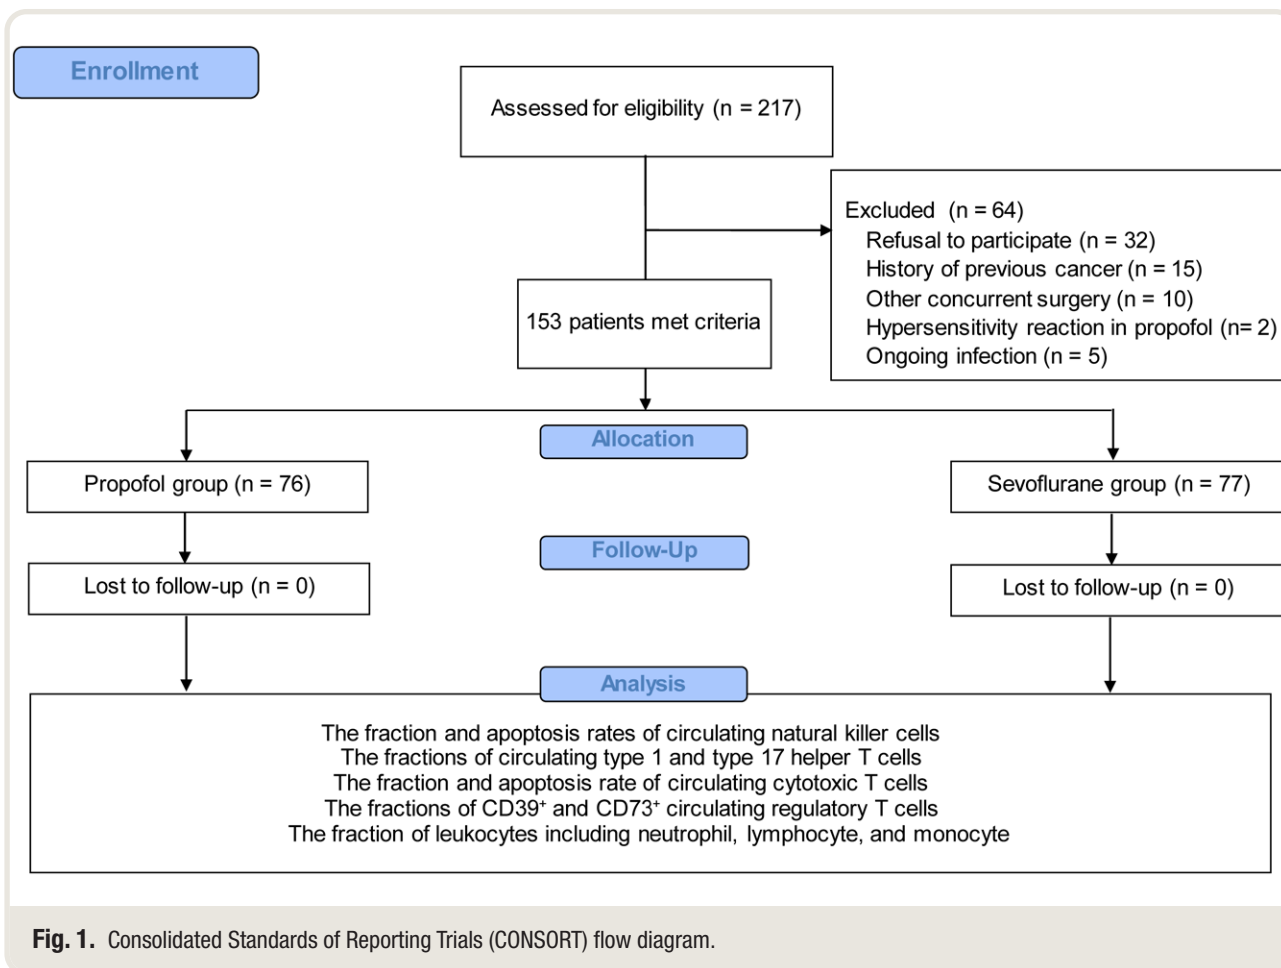 Enrollment
Assessed for eligibility (n = 217)
Excluded (n = 64)
Refusal to participate (n = 32)
History of previous cancer (n = 15)
Other concurrent surgery (n = 10)
Hypersensitivity reaction in propofol (n= 2)
Ongoing infection (n = 5)
153 patients met criteria
Allocation
Propofol group (n = 76)
Sevoflurane group (n = 77)
Follow-Up
Lost to follow-up (n = 0)
Lost to follow-up (n = 0)
Analysis
The fraction and apoptosis rates of circulating natural killer cells
The fractions of circulating type 1 and type 17 helper T cells
The fraction and apoptosis rate of circulating cytotoxic T cells
The fractions of CD39⁺ and CD73⁺ circulating regulatory T cells
The fraction of leukocytes including neutrophil, lymphocyte, and monocyte
Fig. 1. Consolidated Standards of Reporting Trials (CONSORT) flow diagram.